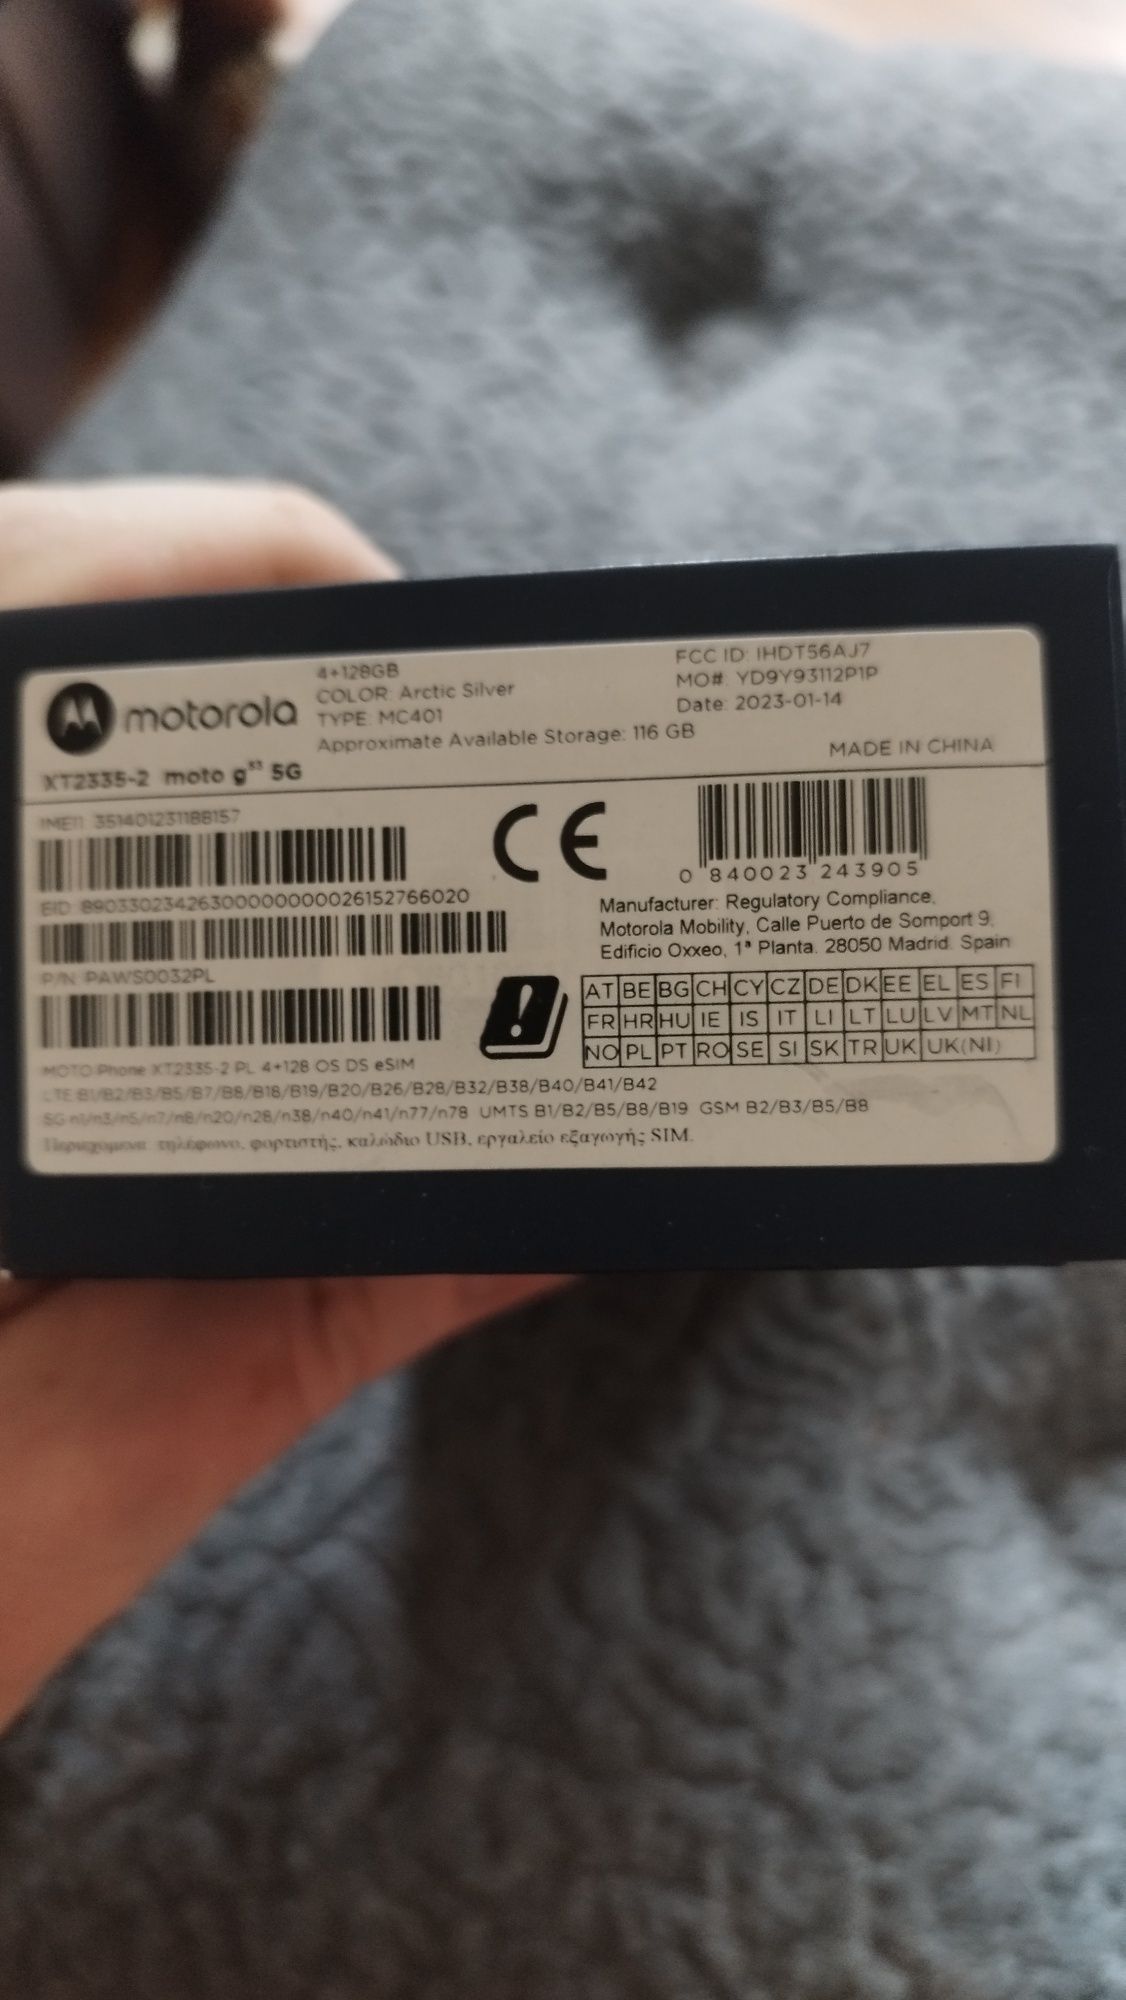 motorola
4+128GB
COLOR: Arctic Silver
TYPE: MC401
Approximate Available Storage: 116 GB
FCC ID: IHDT56AJ7
MO#: YD9Y93112P1P
Date: 2023-01-14
MADE IN CHINA
XT2335-2 moto g⁵³ 5G
IMEI1: 351401231188157
EID: 89033023426300000000026152766020
P/N: PAWS0032PL
0 840023 243905
Manufacturer: Regulatory Compliance,
Motorola Mobility, Calle Puerto de Somport 9,
Edificio Oxxeo, 1ª Planta. 28050 Madrid. Spain
AT BE BG CH CY CZ DE DK EE EL ES FI
FR HR HU IE IS IT LI LT LU LV MT NL
NO PL PT RO SE SI SK TR UK UK(NI)
MOTO Phone XT2335-2 PL 4+128 OS DS eSIM
LTE B1/B2/B3/B5/B7/B8/B18/B19/B20/B26/B28/B32/B38/B40/B41/B42
5G n1/n3/n5/n7/n8/n20/n28/n38/n40/n41/n77/n78 UMTS B1/B2/B5/B8/B19 GSM B2/B3/B5/B8
Περιεχόμενα: τηλέφωνο, φορτιστής, καλώδιο USB, εργαλείο εξαγωγής SIM.